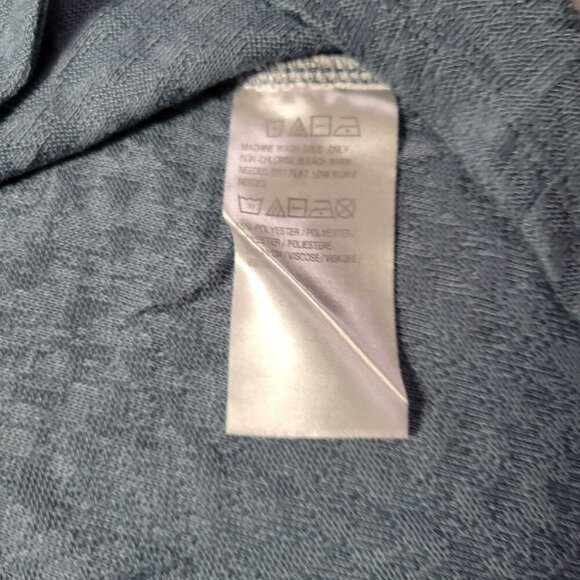 MACHINE WASH COLD, ONLY
NON-CHLORINE BLEACH WHEN
NEEDED, DRY FLAT, LOW IRON IF
NEEDED
POLYESTER / POLYESTER
POLIESTERE
VISCOSE / VISKOSE